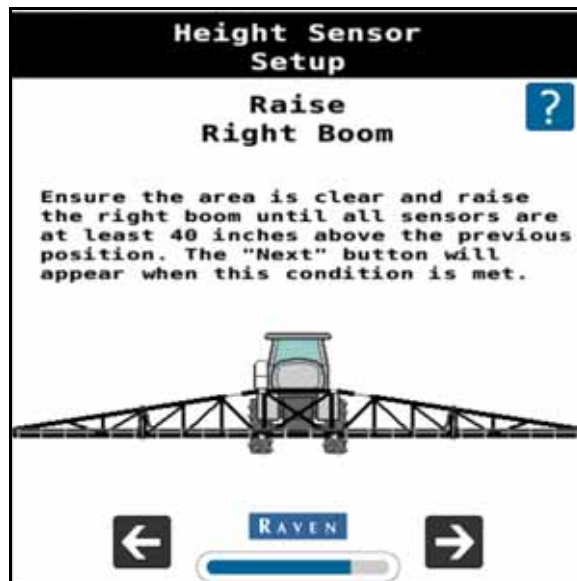 Height Sensor
Setup
Raise
Right Boom
?
Ensure the area is clear and raise
the right boom until all sensors are
at least 40 inches above the previous
position. The "Next" button will
appear when this condition is met.
RAVEN